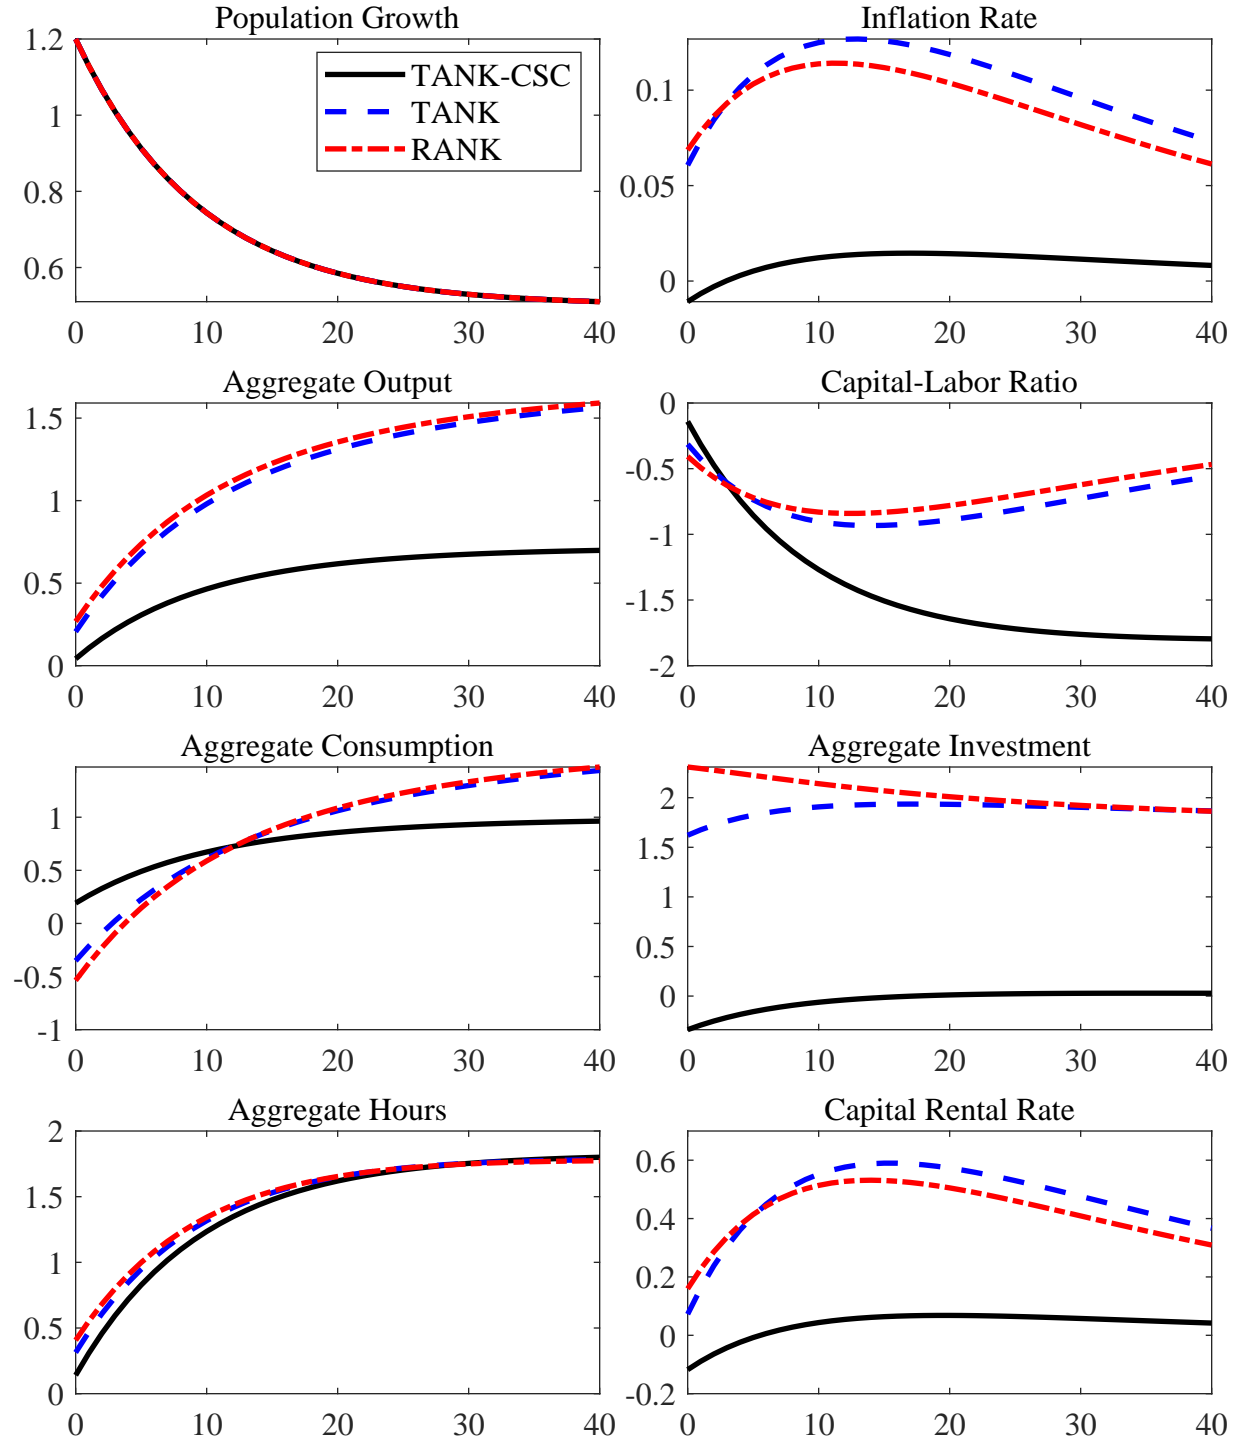 Population Growth
1.2
1
0.8
0.6
0 10 20 30 40
TANK-CSC
TANK
RANK
Inflation Rate
0.1
0.05
0
0 10 20 30 40
Aggregate Output
1.5
1
0.5
0
0 10 20 30 40
Capital-Labor Ratio
0
-0.5
-1
-1.5
-2
0 10 20 30 40
Aggregate Consumption
1
0.5
0
-0.5
-1
0 10 20 30 40
Aggregate Investment
2
1.5
1
0.5
0
0 10 20 30 40
Aggregate Hours
2
1.5
1
0.5
0
0 10 20 30 40
Capital Rental Rate
0.6
0.4
0.2
0
-0.2
0 10 20 30 40